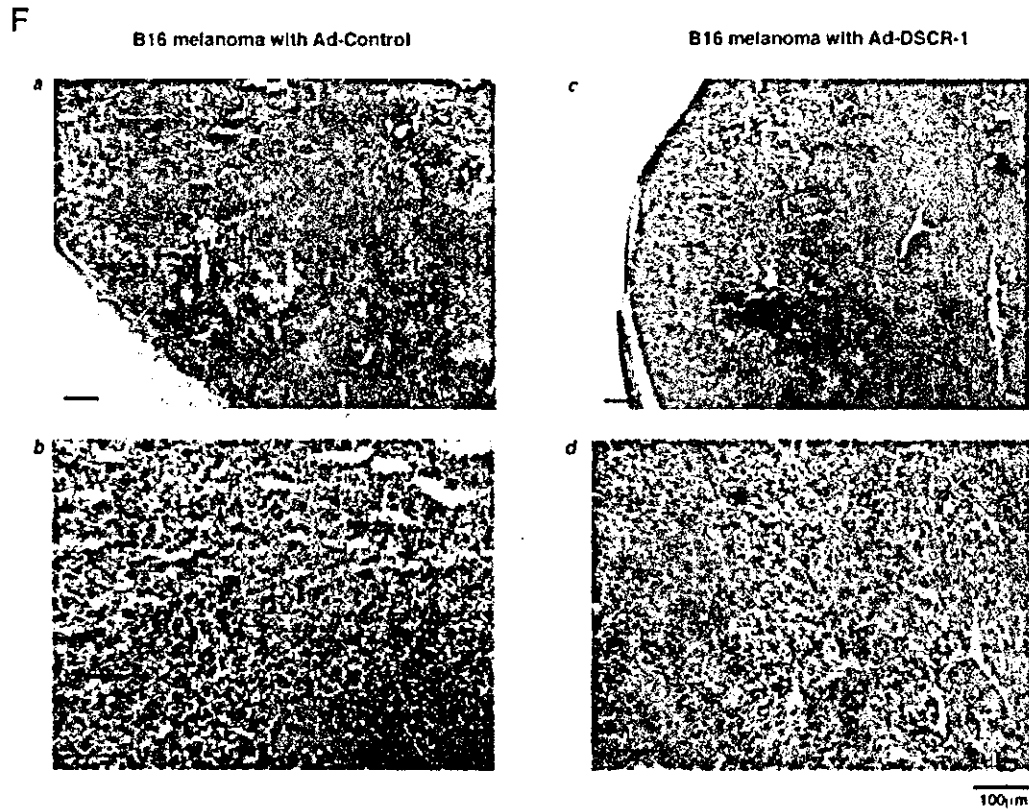 F
B16 melanoma with Ad-Control
B16 melanoma with Ad-DSCR-1
a
c
b
d
100μm